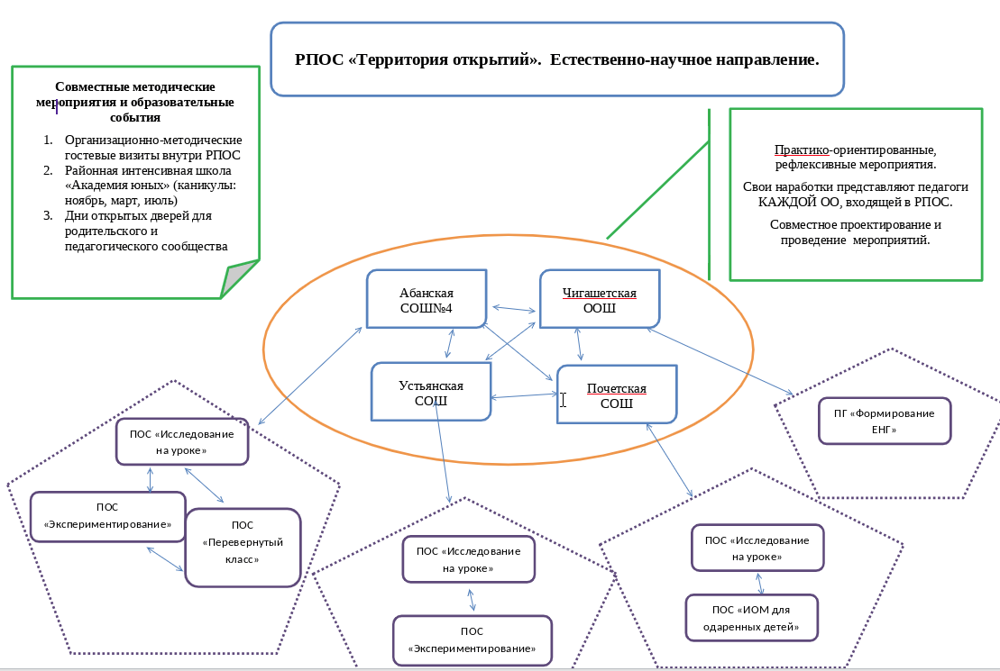 РПОС «Территория открытий».  Естественно-научное направление.
Совместные методические
мероприятия и образовательные
события
1. Организационно-методические
гостевые визиты внутри РПОС
2. Районная интенсивная школа
«Академия юных» (каникулы:
ноябрь, март, июль)
3. Дни открытых дверей для
родительского и
педагогического сообщества
Практико-ориентированные,
рефлексивные мероприятия.
Свои наработки представляют педагоги
КАЖДОЙ ОО, входящей в РПОС.
Совместное проектирование и
проведение  мероприятий.
Абанская
СОШ№4
Чигашетская
ООШ
Устьянская
СОШ
Почетская
СОШ
ПОС «Исследование
на уроке»
ПОС
«Экспериментирование»
ПОС
«Перевернутый
класс»
ПОС «Исследование
на уроке»
ПОС
«Экспериментирование»
ПОС «Исследование
на уроке»
ПОС «ИОМ для
одаренных детей»
ПГ «Формирование
ЕНГ»